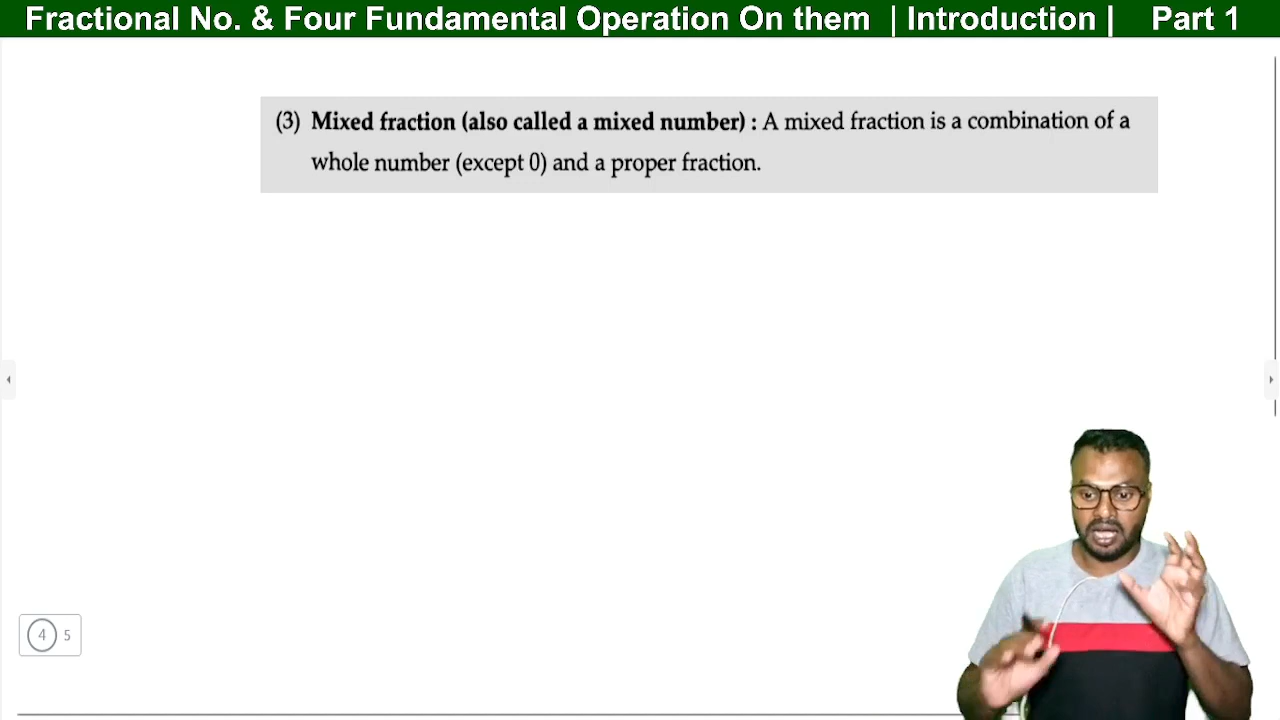 Fractional No. & Four Fundamental Operation On them | Introduction | Part 1
(3) Mixed fraction (also called a mixed number) : A mixed fraction is a combination of a
whole number (except 0) and a proper fraction.
4 5